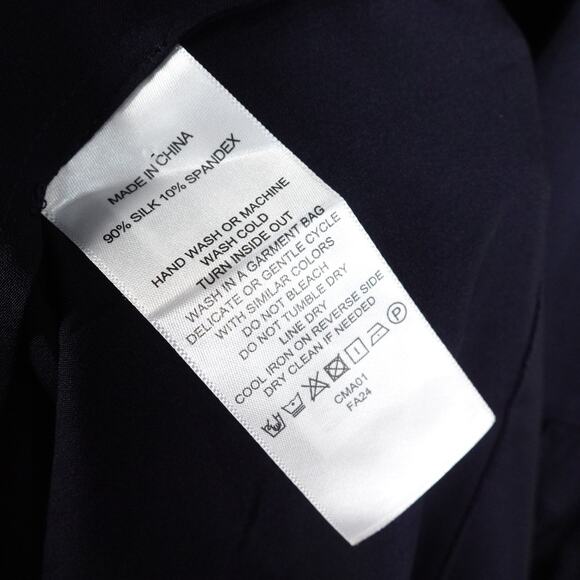 MADE IN CHINA
90% SILK 10% SPANDEX
HAND WASH OR MACHINE
WASH COLD
TURN INSIDE OUT
WASH IN A GARMENT BAG
DELICATE OR GENTLE CYCLE
WITH SIMILAR COLORS
DO NOT BLEACH
DO NOT TUMBLE DRY
LINE DRY
COOL IRON ON REVERSE SIDE
DRY CLEAN IF NEEDED
P
CMA01
FA24